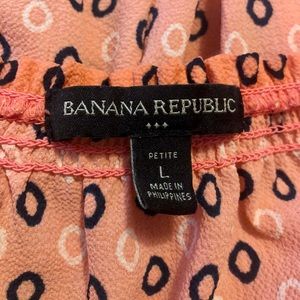 BANANA REPUBLIC
PETITE
L
MADE IN
PHILIPPINES